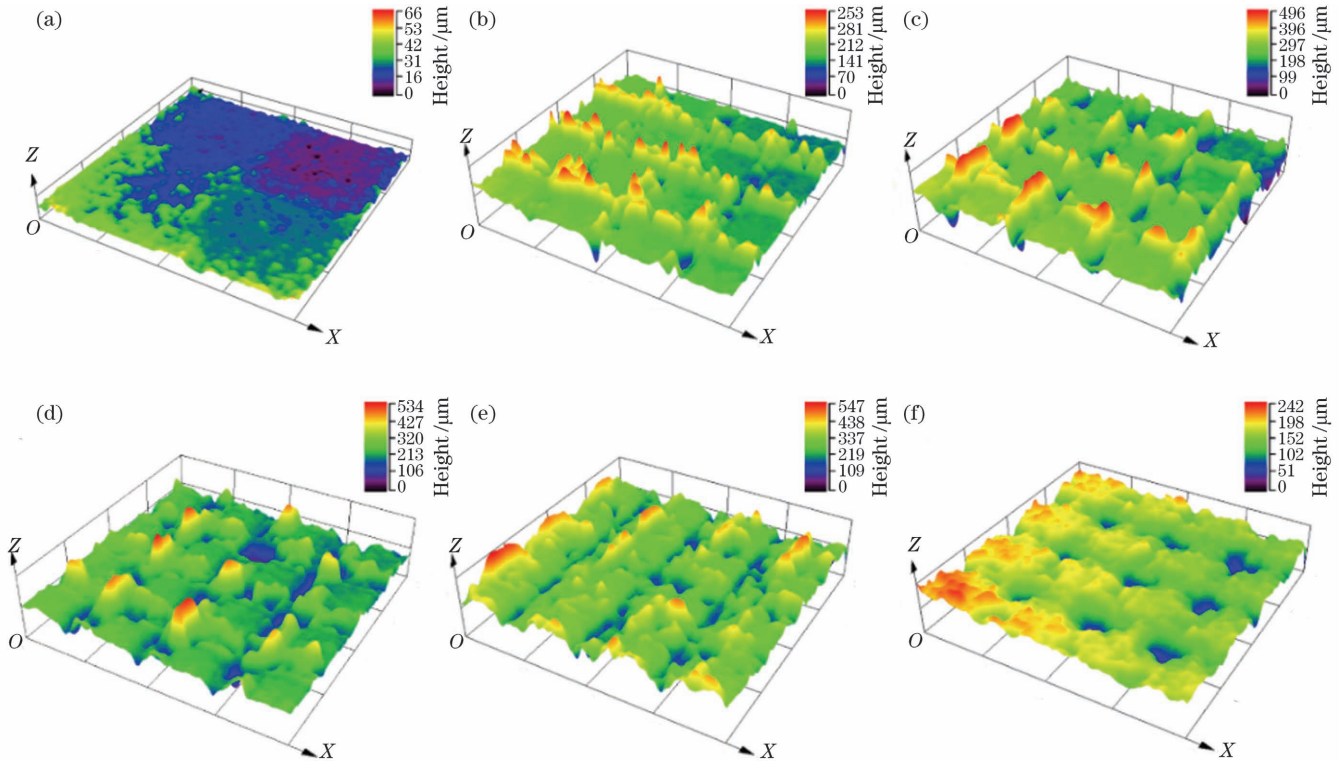 (a)
66
53
42
31
16
0
Height /μm
Z
O
X
(b)
253
281
212
141
70
0
Height /μm
Z
O
X
(c)
496
396
297
198
99
0
Height /μm
Z
O
X
(d)
534
427
320
213
106
0
Height /μm
Z
O
X
(e)
547
438
337
219
109
0
Height /μm
Z
O
X
(f)
242
198
152
102
51
0
Height /μm
Z
O
X